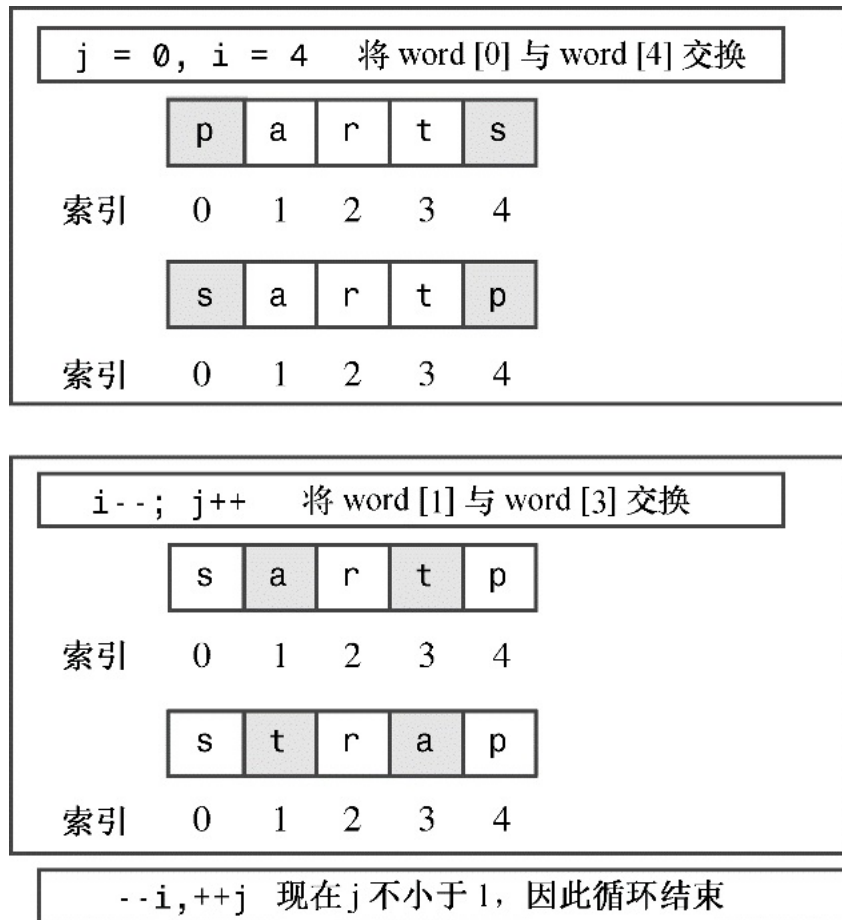 j = 0, i = 4 将 word [0] 与 word [4] 交换
p a r t s
索引 0 1 2 3 4
s a r t p
索引 0 1 2 3 4
i--; j++ 将 word [1] 与 word [3] 交换
s a r t p
索引 0 1 2 3 4
s t r a p
索引 0 1 2 3 4
--i,++j 现在 j 不小于 1，因此循环结束